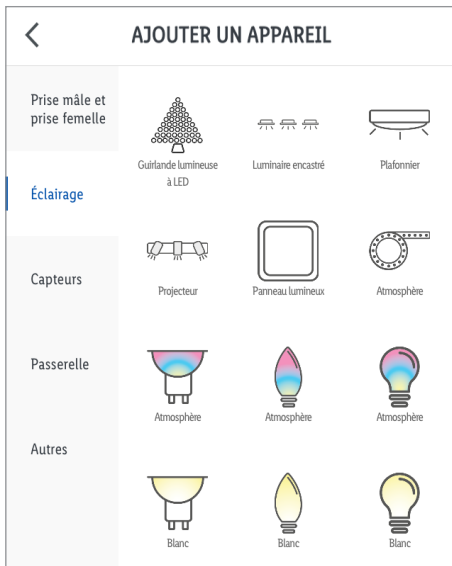 AJOUTER UN APPAREIL
Prise mâle et
prise femelle
Éclairage
Capteurs
Passerelle
Autres
Guirlande lumineuse
à LED
Luminaire encastré
Plafonnier
Projecteur
Panneau lumineux
Atmosphère
Atmosphère
Atmosphère
Atmosphère
Blanc
Blanc
Blanc